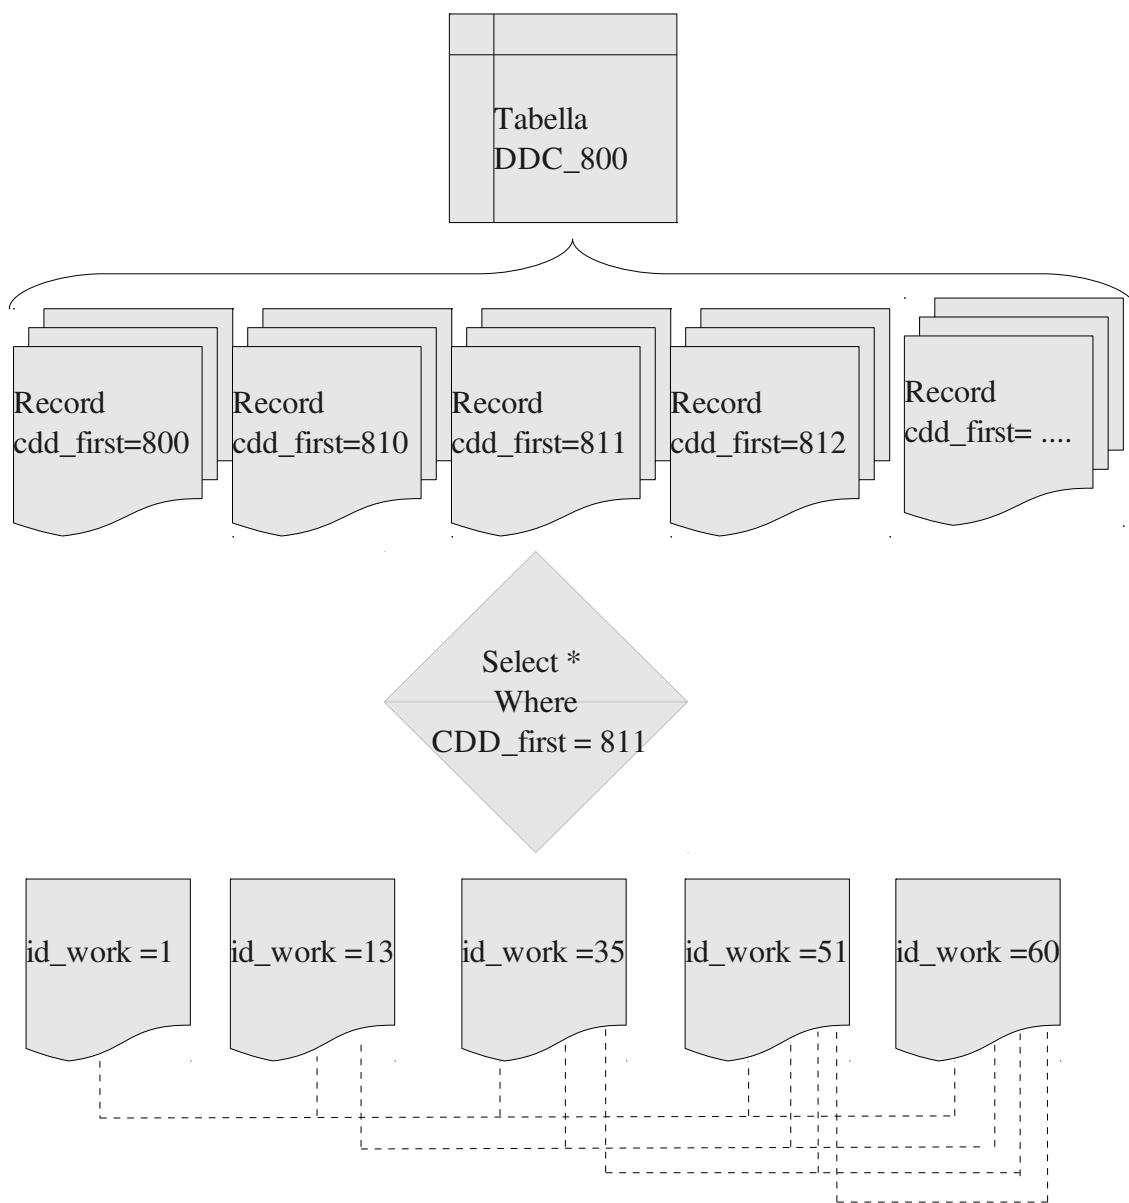 Tabella
DDC_800
Record
cdd_first=800
Record
cdd_first=810
Record
cdd_first=811
Record
cdd_first=812
Record
cdd_first= ....
Select *
Where
CDD_first = 811
id_work =1
id_work =13
id_work =35
id_work =51
id_work =60